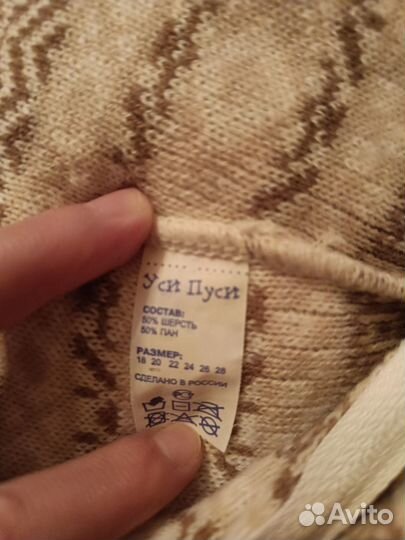 Уси Пуси
СОСТАВ:
50% ШЕРСТЬ
50% ПАН
РАЗМЕР:
18 20 22 24 26 28
СДЕЛАНО В РОССИИ
Avito